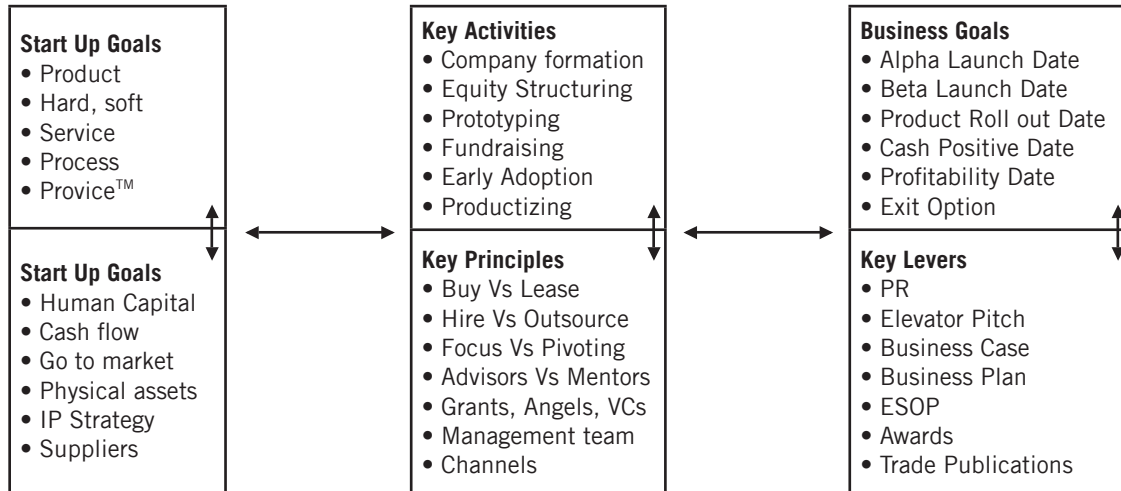 Start Up Goals
• Product
• Hard, soft
• Service
• Process
• Provice™
Start Up Goals
• Human Capital
• Cash flow
• Go to market
• Physical assets
• IP Strategy
• Suppliers
Key Activities
• Company formation
• Equity Structuring
• Prototyping
• Fundraising
• Early Adoption
• Productizing
Key Principles
• Buy Vs Lease
• Hire Vs Outsource
• Focus Vs Pivoting
• Advisors Vs Mentors
• Grants, Angels, VCs
• Management team
• Channels
Business Goals
• Alpha Launch Date
• Beta Launch Date
• Product Roll out Date
• Cash Positive Date
• Profitability Date
• Exit Option
Key Levers
• PR
• Elevator Pitch
• Business Case
• Business Plan
• ESOP
• Awards
• Trade Publications